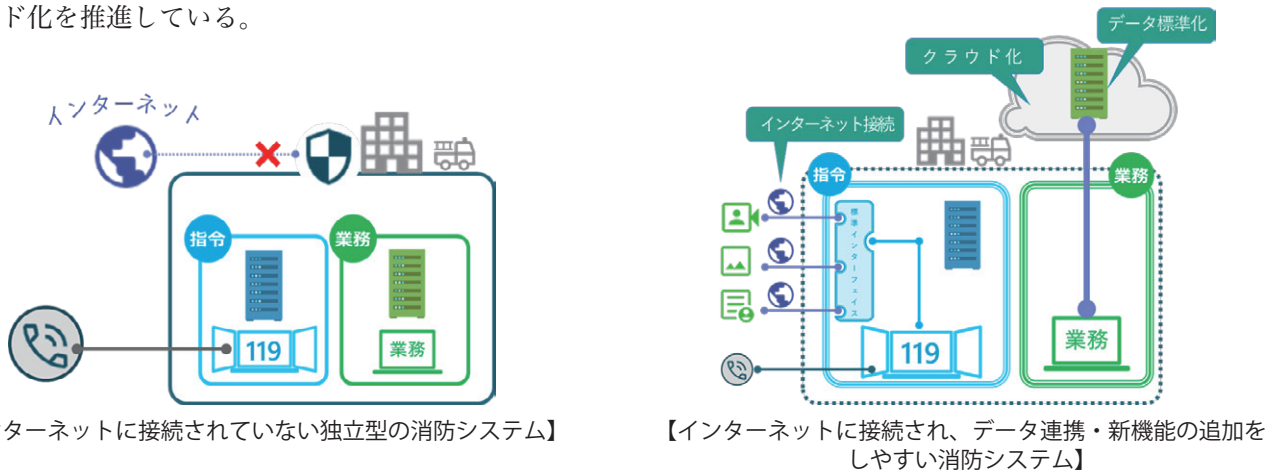 ド化を推進している。
インターネット
指令
業務
119
業務
ターネットに接続されていない独立型の消防システム】
データ標準化
クラウド化
インターネット接続
指令
業務
標準インターフェイス
119
業務
【インターネットに接続され、データ連携・新機能の追加を
しやすい消防システム】